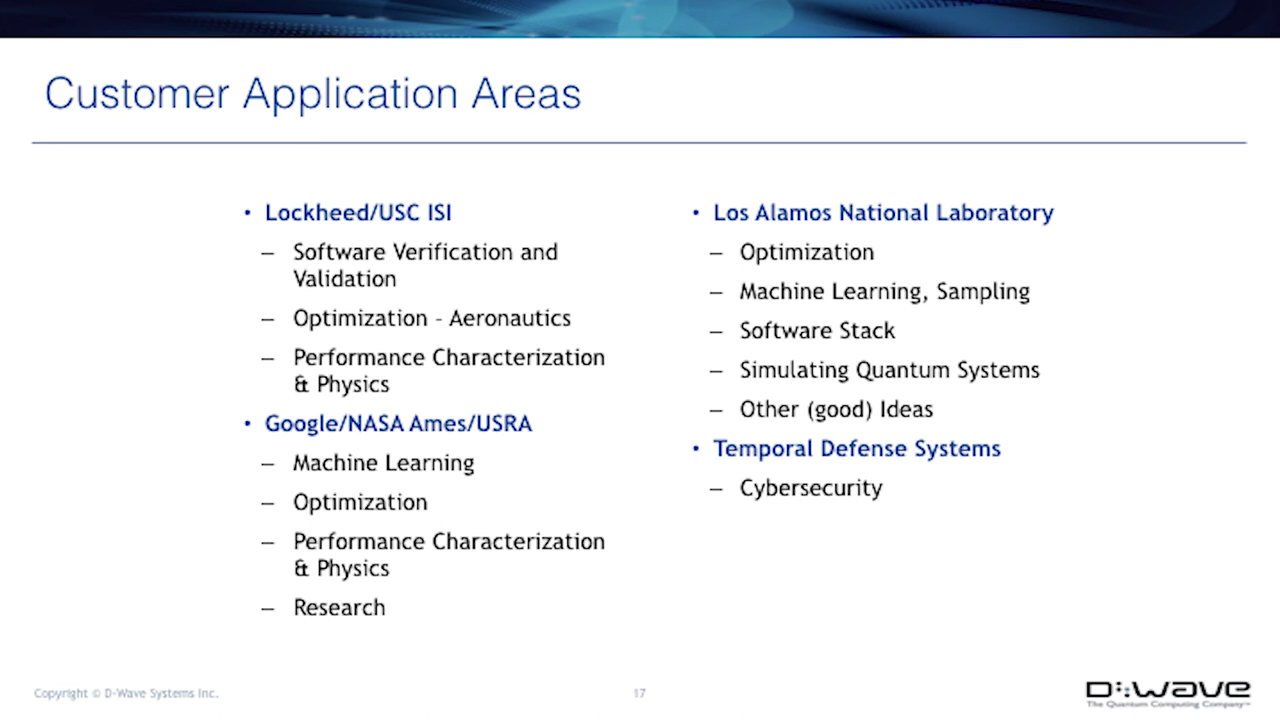 Customer Application Areas
• Lockheed/USC ISI
– Software Verification and
Validation
– Optimization – Aeronautics
– Performance Characterization
& Physics
• Google/NASA Ames/USRA
– Machine Learning
– Optimization
– Performance Characterization
& Physics
– Research
• Los Alamos National Laboratory
– Optimization
– Machine Learning, Sampling
– Software Stack
– Simulating Quantum Systems
– Other (good) Ideas
• Temporal Defense Systems
– Cybersecurity
Copyright © D-Wave Systems Inc.
17
D:wave
The Quantum Computing Company™